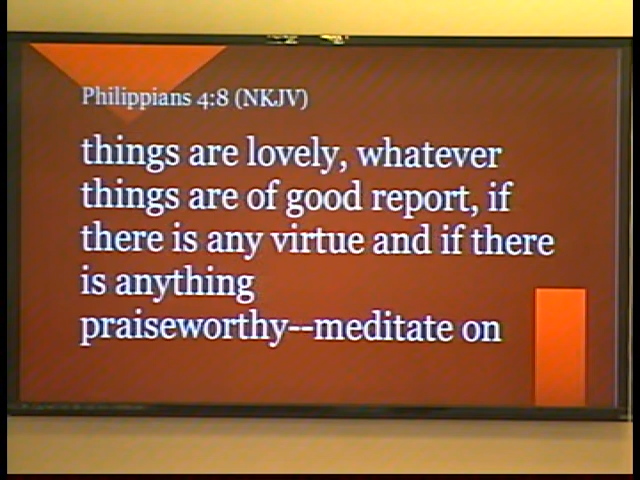 Philippians 4:8 (NKJV)
things are lovely, whatever
things are of good report, if
there is any virtue and if there
is anything
praiseworthy--meditate on